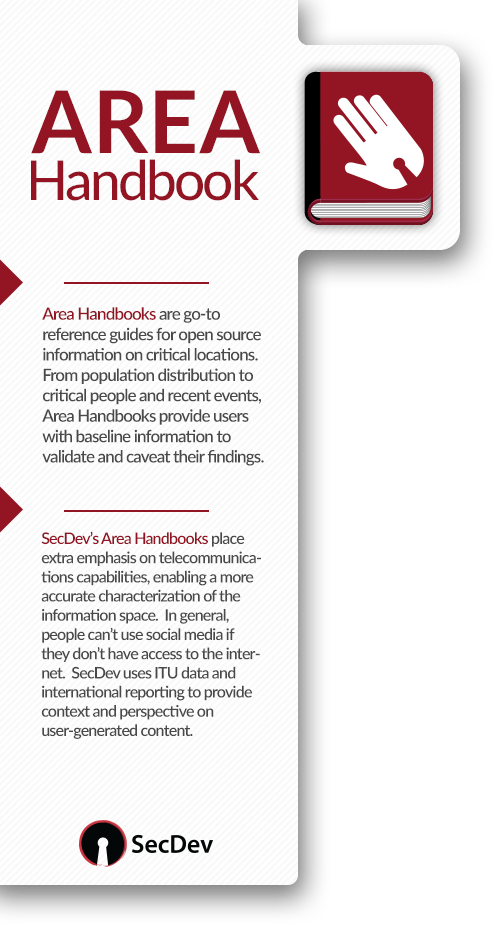 AREA
Handbook
Area Handbooks are go-to
reference guides for open source
information on critical locations.
From population distribution to
critical people and recent events,
Area Handbooks provide users
with baseline information to
validate and caveat their findings.
SecDev's Area Handbooks place
extra emphasis on telecommunica-
tions capabilities, enabling a more
accurate characterization of the
information space.  In general,
people can't use social media if
they don't have access to the inter-
net.  SecDev uses ITU data and
international reporting to provide
context and perspective on
user-generated content.
SecDev